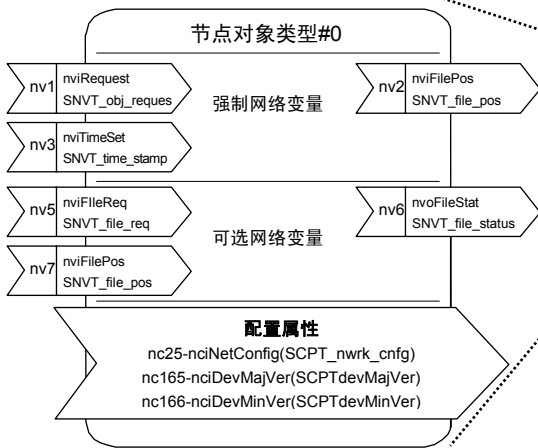 节点对象类型#0
nv1
nviRequest
SNVT_obj_reques
nv2
nviFilePos
SNVT_file_pos
强制网络变量
nv3
nviTimeSet
SNVT_time_stamp
nv5
nviFIleReq
SNVT_file_req
nv6
nvoFileStat
SNVT_file_status
可选网络变量
nv7
nviFilePos
SNVT_file_pos
配置属性
nc25-nciNetConfig(SCPT_nwrk_cnfg)
nc165-nciDevMajVer(SCPTdevMajVer)
nc166-nciDevMinVer(SCPTdevMinVer)